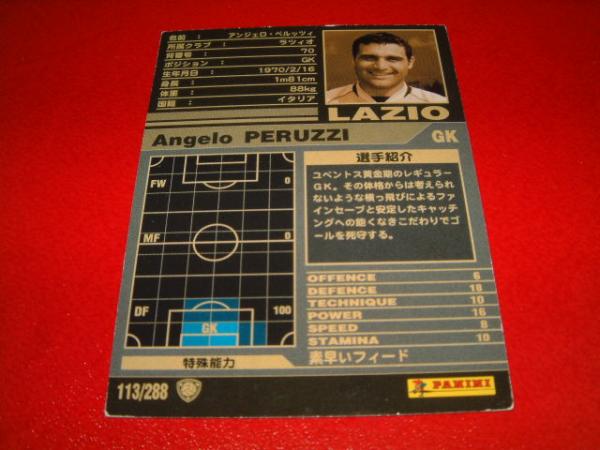 名前 : アンジェロ・ペルッツィ
所属クラブ : ラツィオ
背番号 : 70
ポジション : GK
生年月日 : 1970/2/16
身長 : 1m81cm
体重 : 88kg
国籍 : イタリア
LAZIO
Angelo PERUZZI GK
FW 0
MF 0
DF 100
GK
選手紹介
ユベントス黄金期のレギュラー
GK。その体格からは考えられ
ないような横っ飛びによるファ
インセーブと安定したキャッチ
ングへの飽くなきこだわりでゴ
ールを死守する。
OFFENCE 6
DEFENCE 18
TECHNIQUE 10
POWER 16
SPEED 8
STAMINA 10
特殊能力 素早いフィード
113/288
PANINI